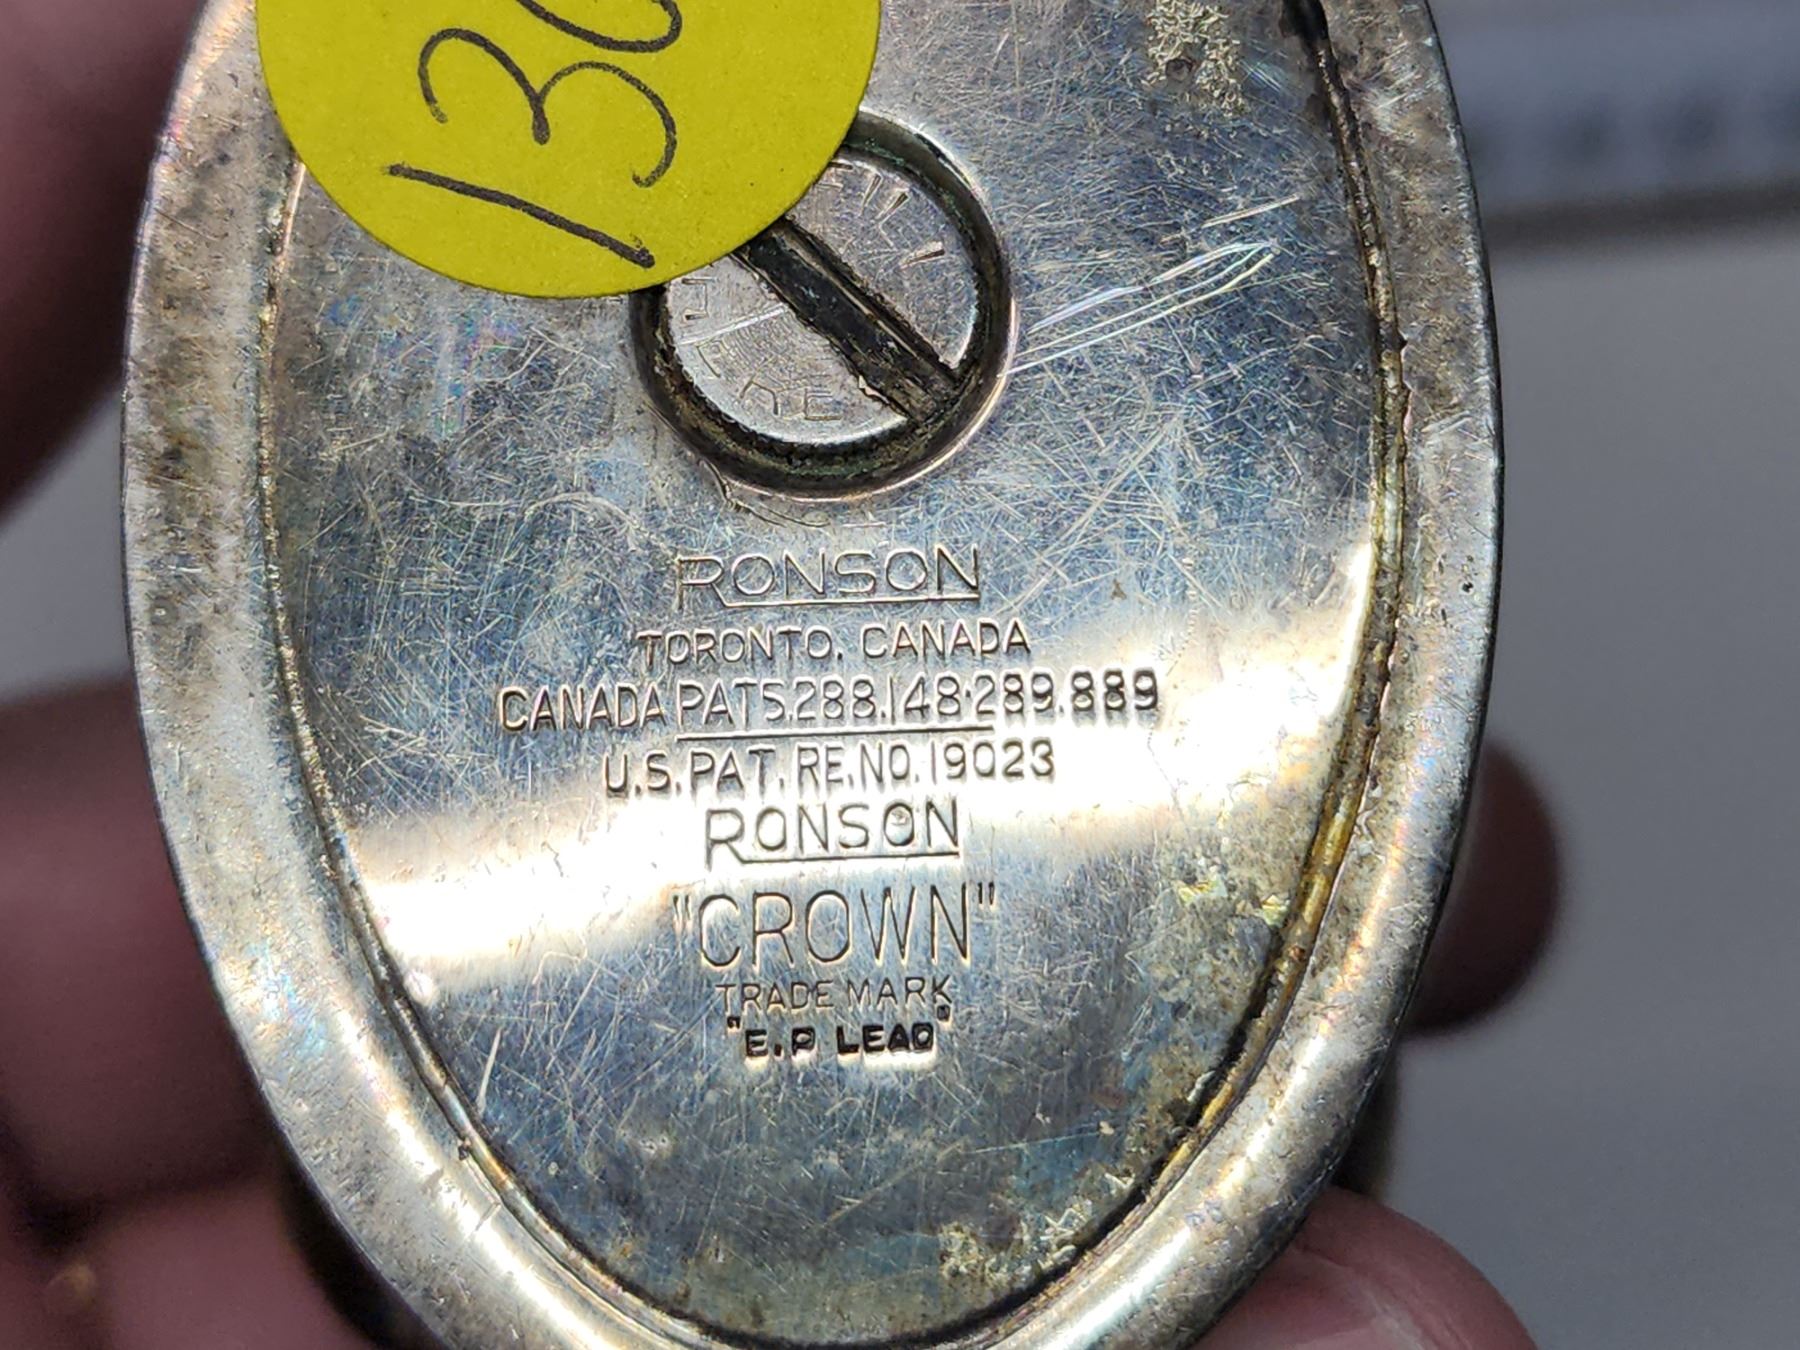 RONSON
TORONTO, CANADA
CANADA PATS.288.148·289.889
U.S.PAT.RE.NO.19023
RONSON
"CROWN"
TRADE MARK
"E.P LEAD"